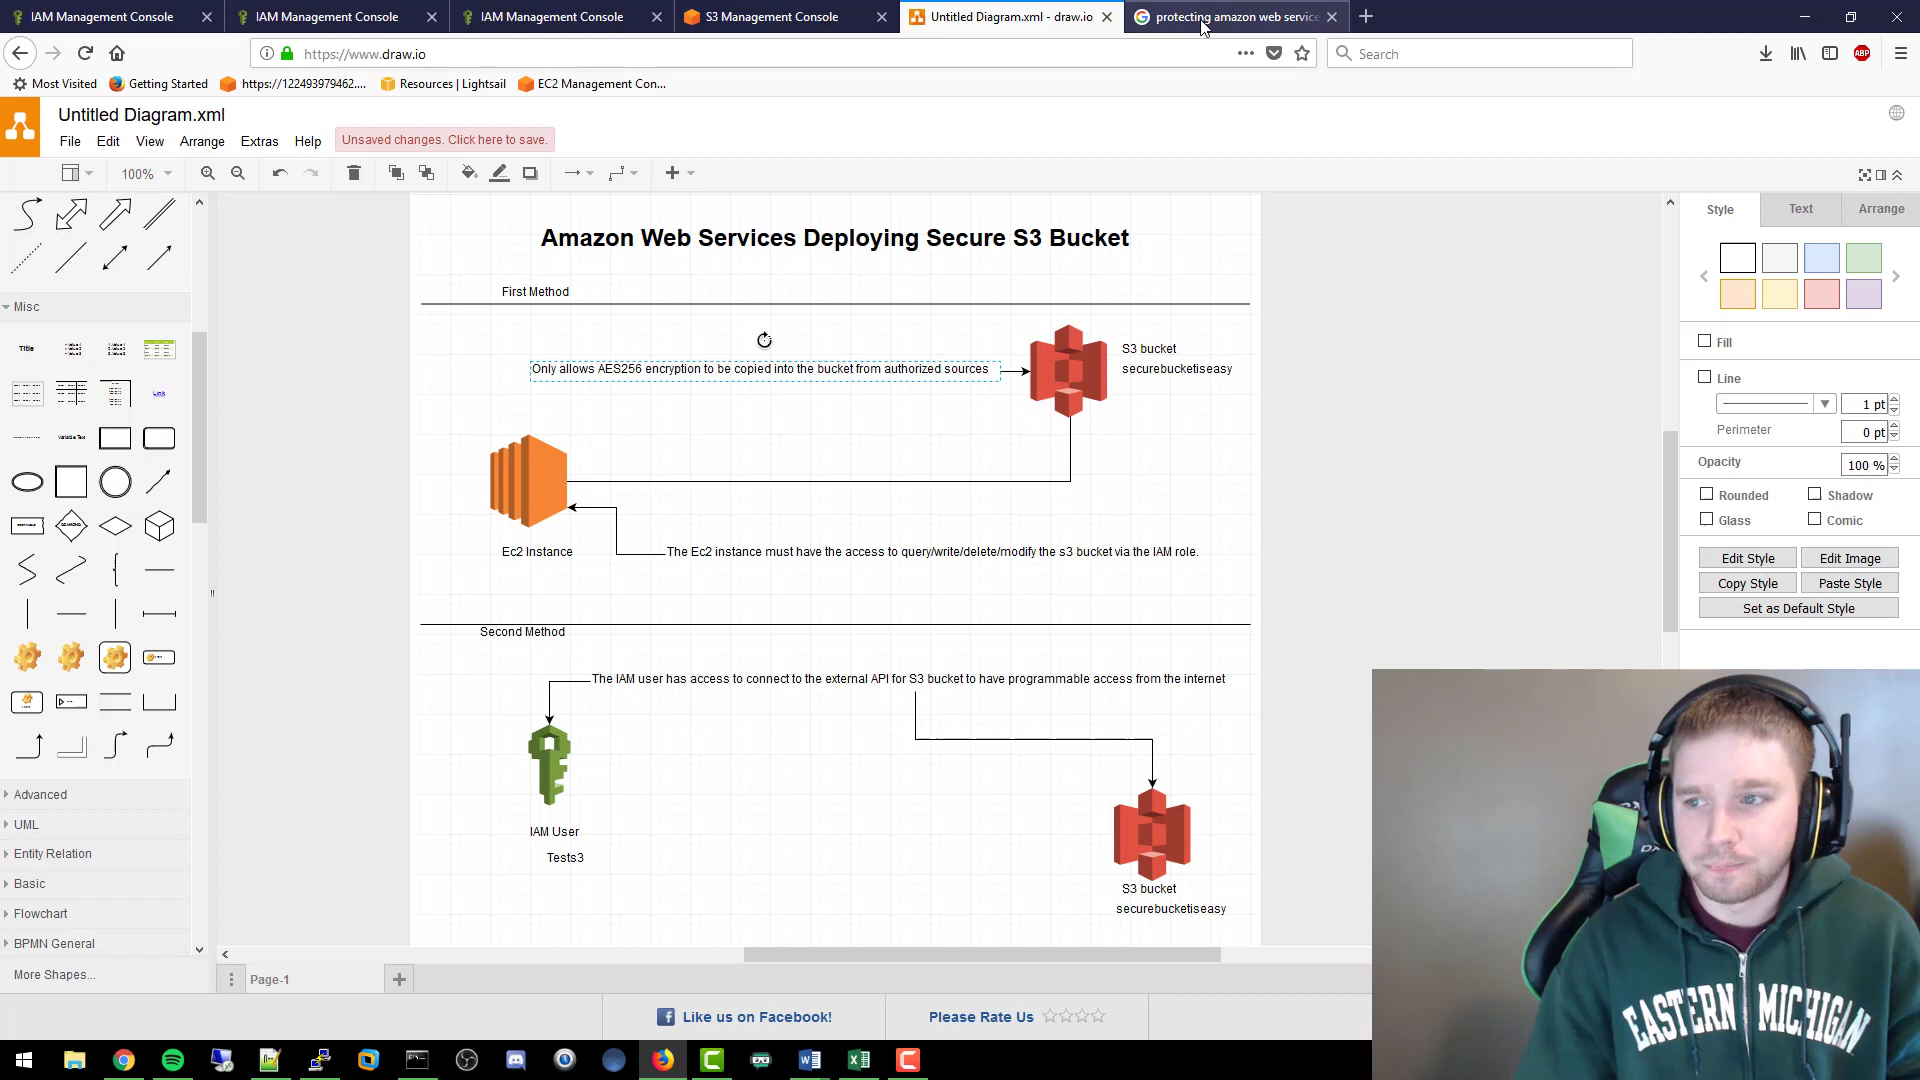 IAM Management Console
IAM Management Console
IAM Management Console
S3 Management Console
Untitled Diagram.xml - draw.io
protecting amazon web service
https://www.draw.io
Search
Most Visited
Getting Started
https://122493979462....
Resources | Lightsail
EC2 Management Con...
Untitled Diagram.xml
File
Edit
View
Arrange
Extras
Help
Unsaved changes. Click here to save.
100%
Misc
Title
Link
Variable Text
Advanced
UML
Entity Relation
Basic
Flowchart
BPMN General
More Shapes...
Amazon Web Services Deploying Secure S3 Bucket
First Method
Only allows AES256 encryption to be copied into the bucket from authorized sources
S3 bucket
securebucketiseasy
Ec2 Instance
The Ec2 instance must have the access to query/write/delete/modify the s3 bucket via the IAM role.
Second Method
The IAM user has access to connect to the external API for S3 bucket to have programmable access from the internet
IAM User
Tests3
S3 bucket
securebucketiseasy
Style
Text
Arrange
Fill
Line
1 pt
Perimeter
0 pt
Opacity
100 %
Rounded
Shadow
Glass
Comic
Edit Style
Edit Image
Copy Style
Paste Style
Set as Default Style
Page-1
Like us on Facebook!
Please Rate Us
ABP
EASTERN MICHIGAN